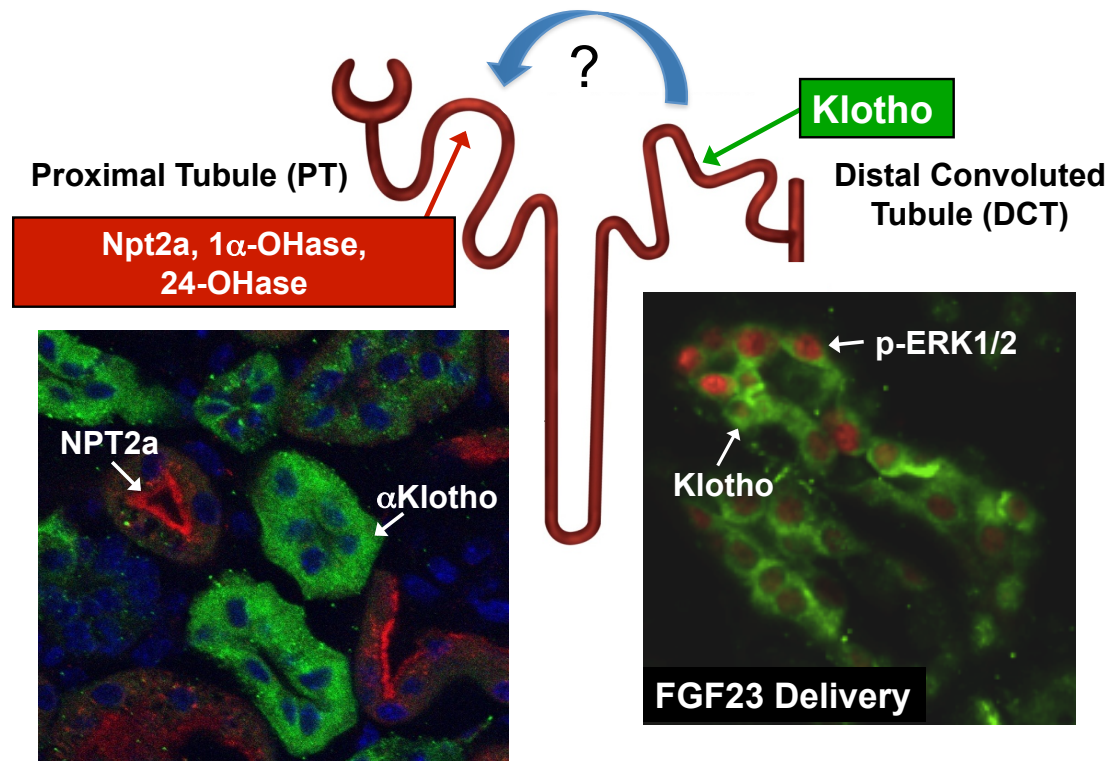 ?
Klotho
Proximal Tubule (PT)
Distal Convoluted
Tubule (DCT)
Npt2a, 1α-OHase,
24-OHase
p-ERK1/2
Klotho
NPT2a
αKlotho
FGF23 Delivery